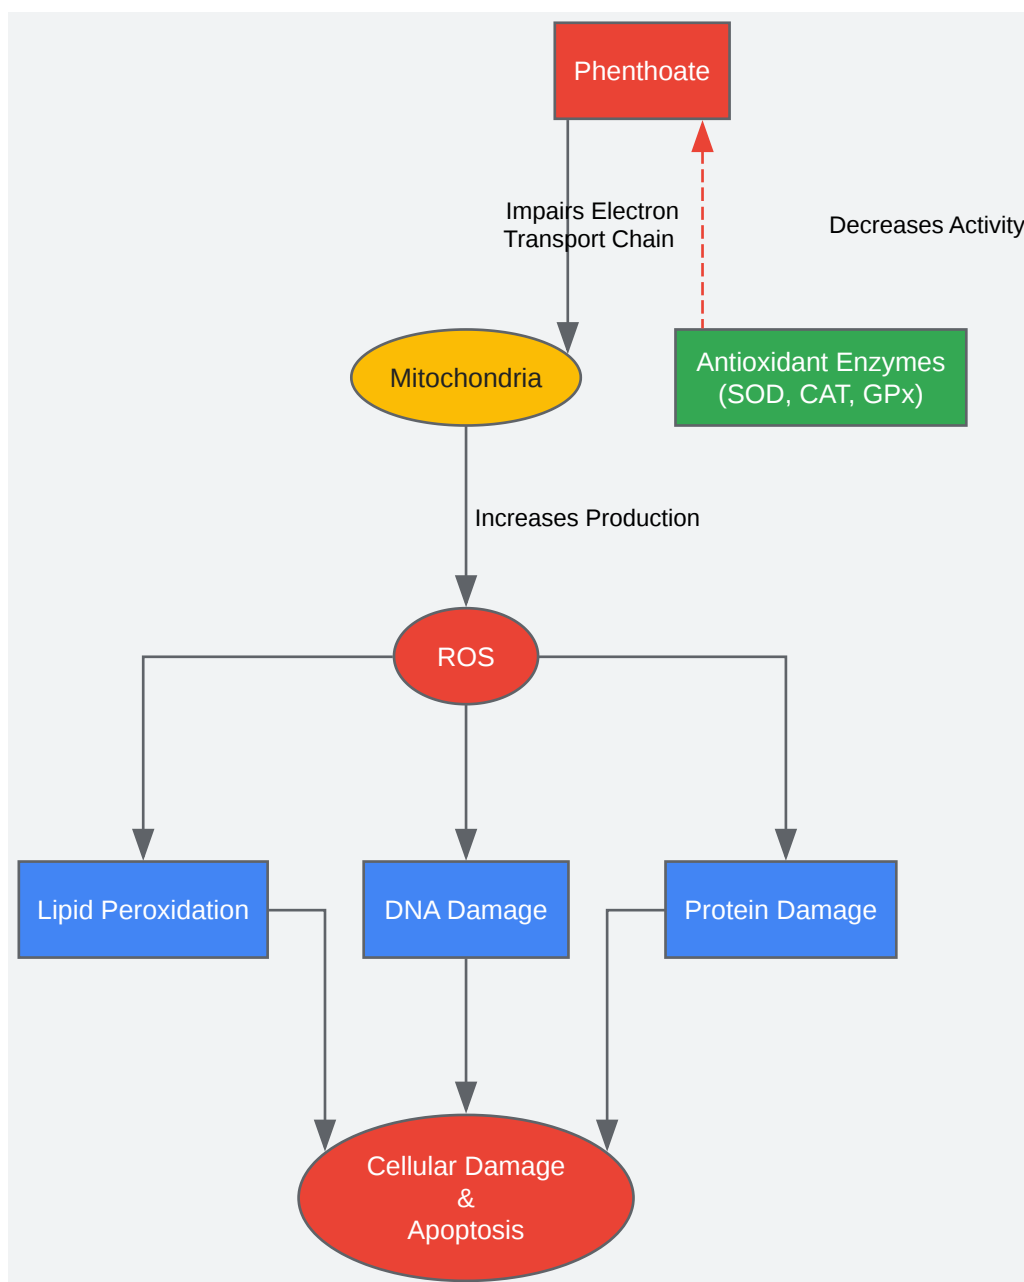 Phenthoate
Impairs Electron
Transport Chain
Decreases Activity
Mitochondria
Antioxidant Enzymes
(SOD, CAT, GPx)
Increases Production
ROS
Lipid Peroxidation
DNA Damage
Protein Damage
Cellular Damage
&
Apoptosis